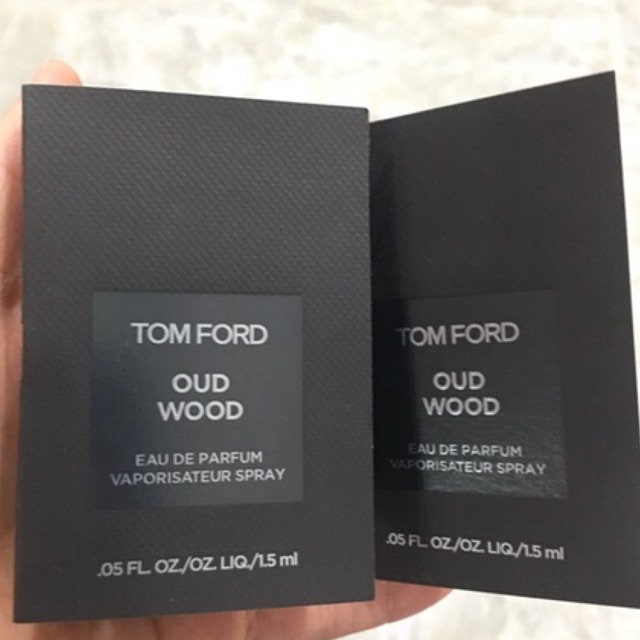 TOM FORD
OUD
WOOD
EAU DE PARFUM
VAPORISATEUR SPRAY
.05 FL. OZ./OZ. LIQ./1.5 ml
TOM FORD
OUD
WOOD
EAU DE PARFUM
VAPORISATEUR SPRAY
.05 FL. OZ./OZ. LIQ./1.5 ml